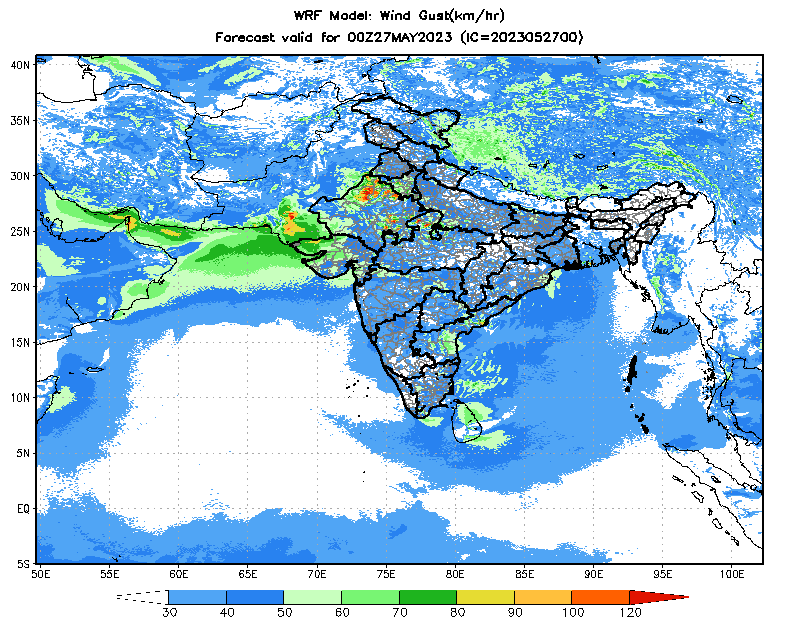 WRF Model: Wind Gust(km/hr)
Forecast valid for 00Z27MAY2023 (IC=2023052700)
40N
35N
30N
25N
20N
15N
10N
5N
EQ
5S
50E 55E 60E 65E 70E 75E 80E 85E 90E 95E 100E
30 40 50 60 70 80 90 100 120